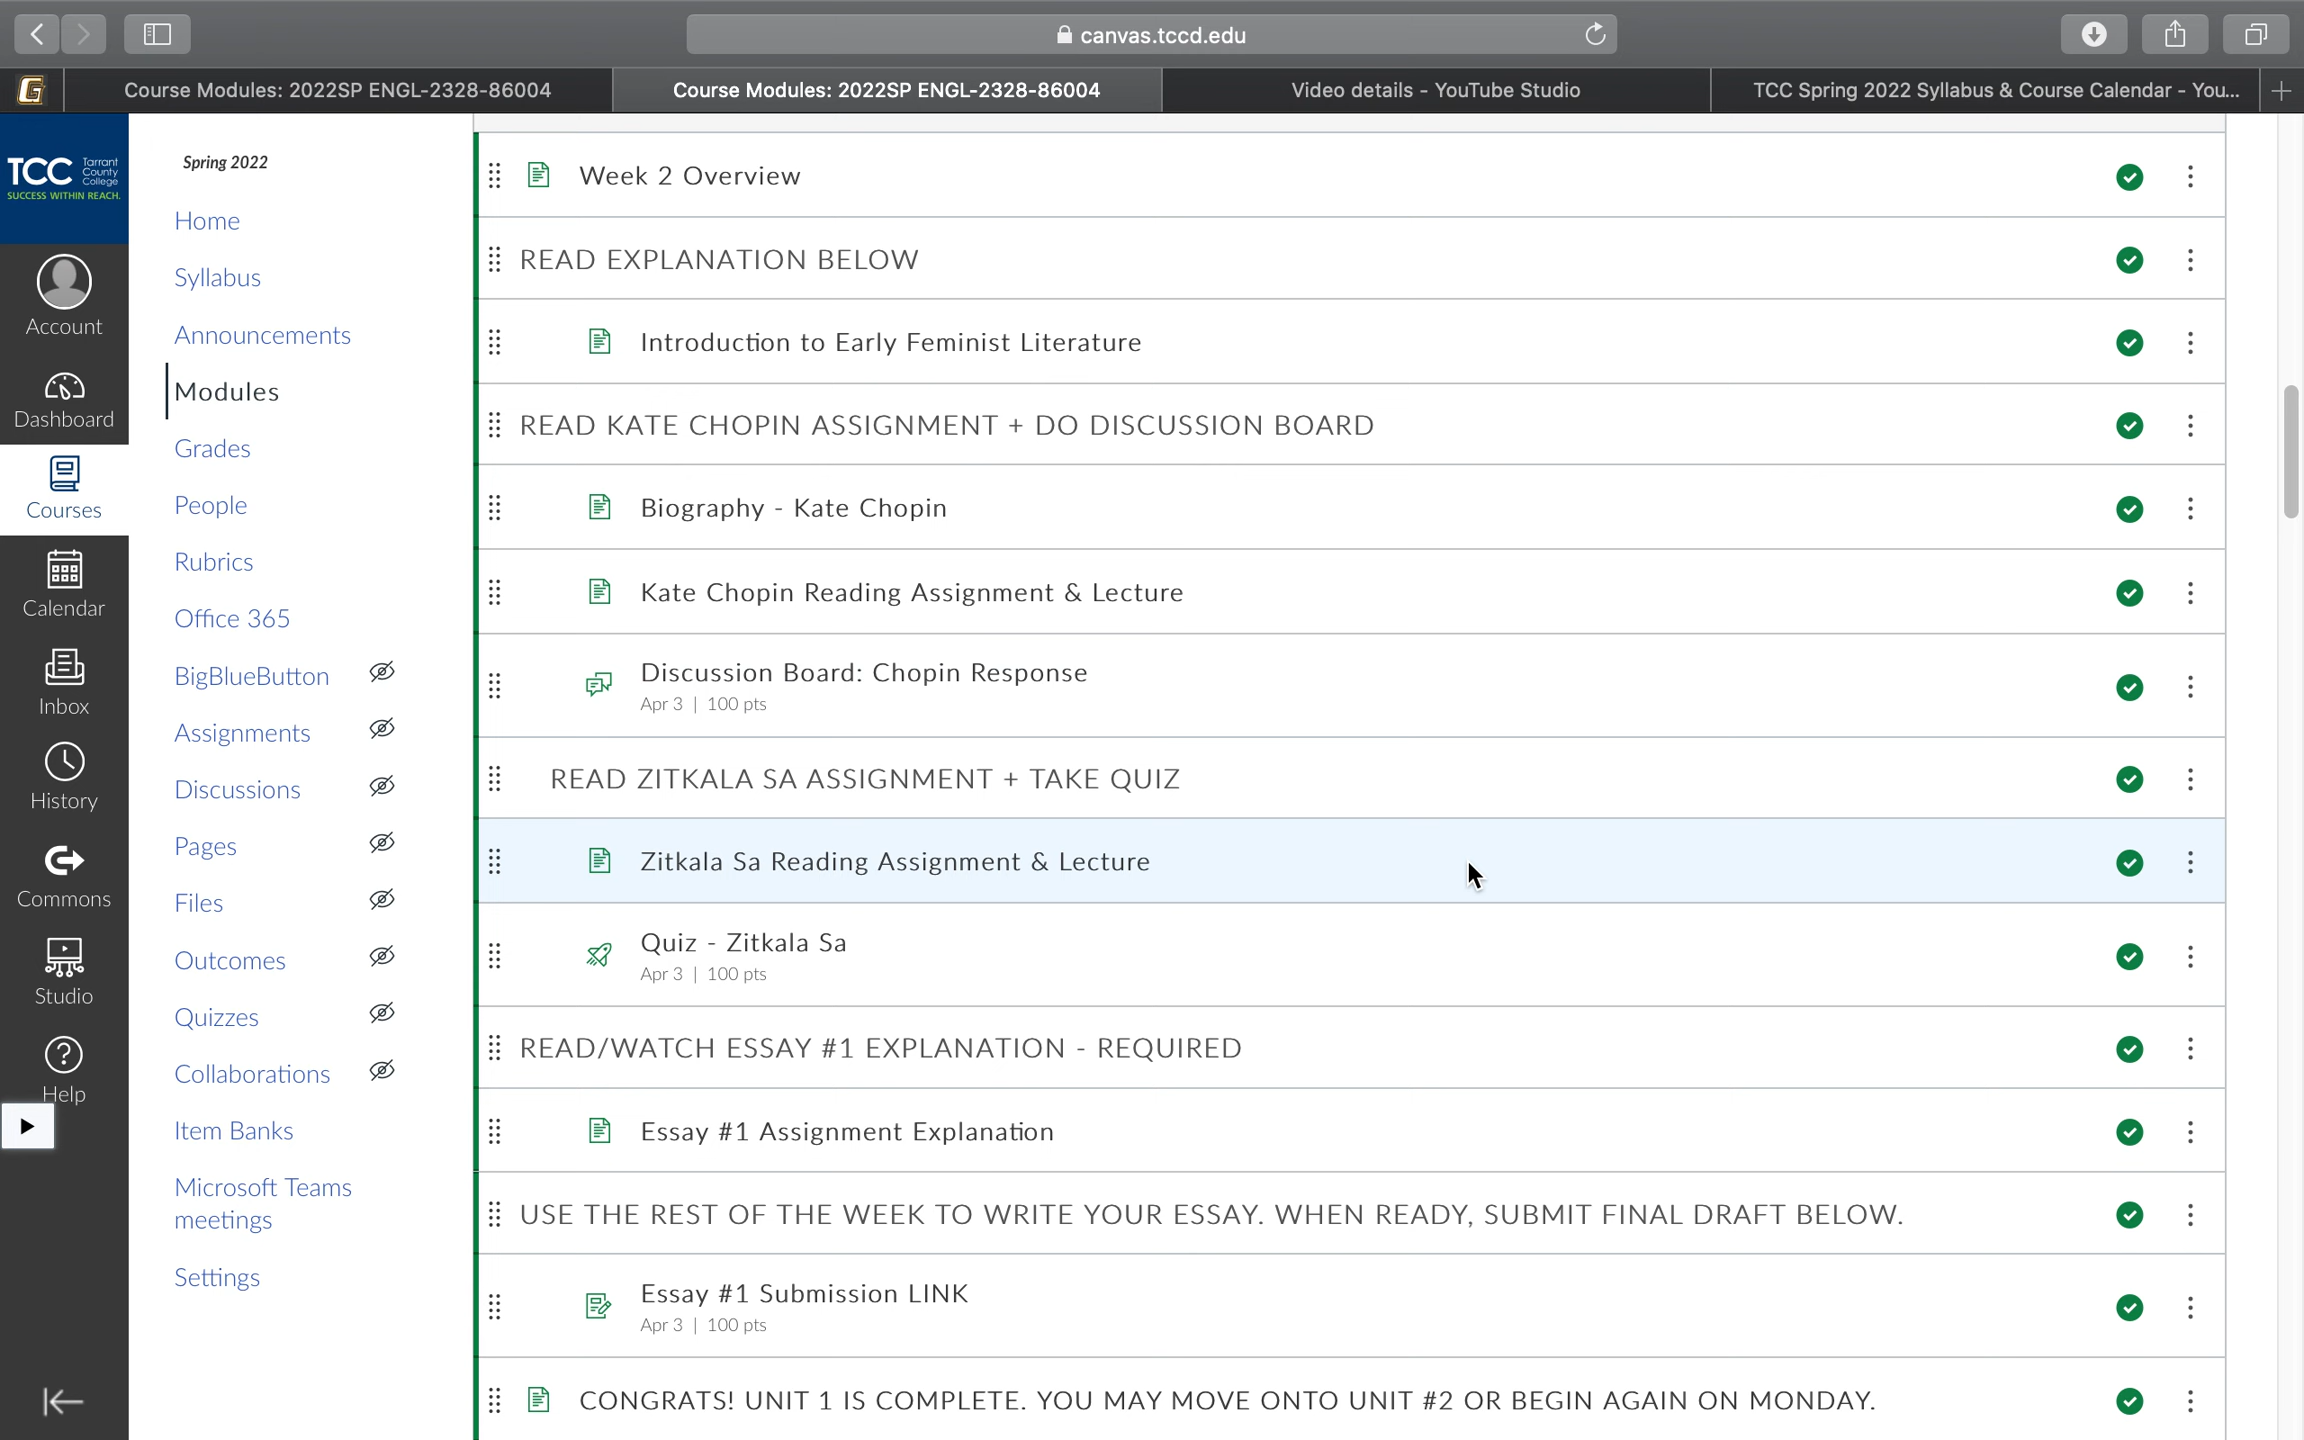 canvas.tccd.edu
G
Course Modules: 2022SP ENGL-2328-86004
Course Modules: 2022SP ENGL-2328-86004
Video details - YouTube Studio
TCC Spring 2022 Syllabus & Course Calendar - You...
TCC Tarrant County College
SUCCESS WITHIN REACH.
Account
Dashboard
Courses
Calendar
Inbox
History
Commons
Studio
Help
Spring 2022
Home
Syllabus
Announcements
Modules
Grades
People
Rubrics
Office 365
BigBlueButton
Assignments
Discussions
Pages
Files
Outcomes
Quizzes
Collaborations
Item Banks
Microsoft Teams
meetings
Settings
Week 2 Overview
READ EXPLANATION BELOW
Introduction to Early Feminist Literature
READ KATE CHOPIN ASSIGNMENT + DO DISCUSSION BOARD
Biography - Kate Chopin
Kate Chopin Reading Assignment & Lecture
Discussion Board: Chopin Response
Apr 3 | 100 pts
READ ZITKALA SA ASSIGNMENT + TAKE QUIZ
Zitkala Sa Reading Assignment & Lecture
Quiz - Zitkala Sa
Apr 3 | 100 pts
READ/WATCH ESSAY #1 EXPLANATION - REQUIRED
Essay #1 Assignment Explanation
USE THE REST OF THE WEEK TO WRITE YOUR ESSAY. WHEN READY, SUBMIT FINAL DRAFT BELOW.
Essay #1 Submission LINK
Apr 3 | 100 pts
CONGRATS! UNIT 1 IS COMPLETE. YOU MAY MOVE ONTO UNIT #2 OR BEGIN AGAIN ON MONDAY.